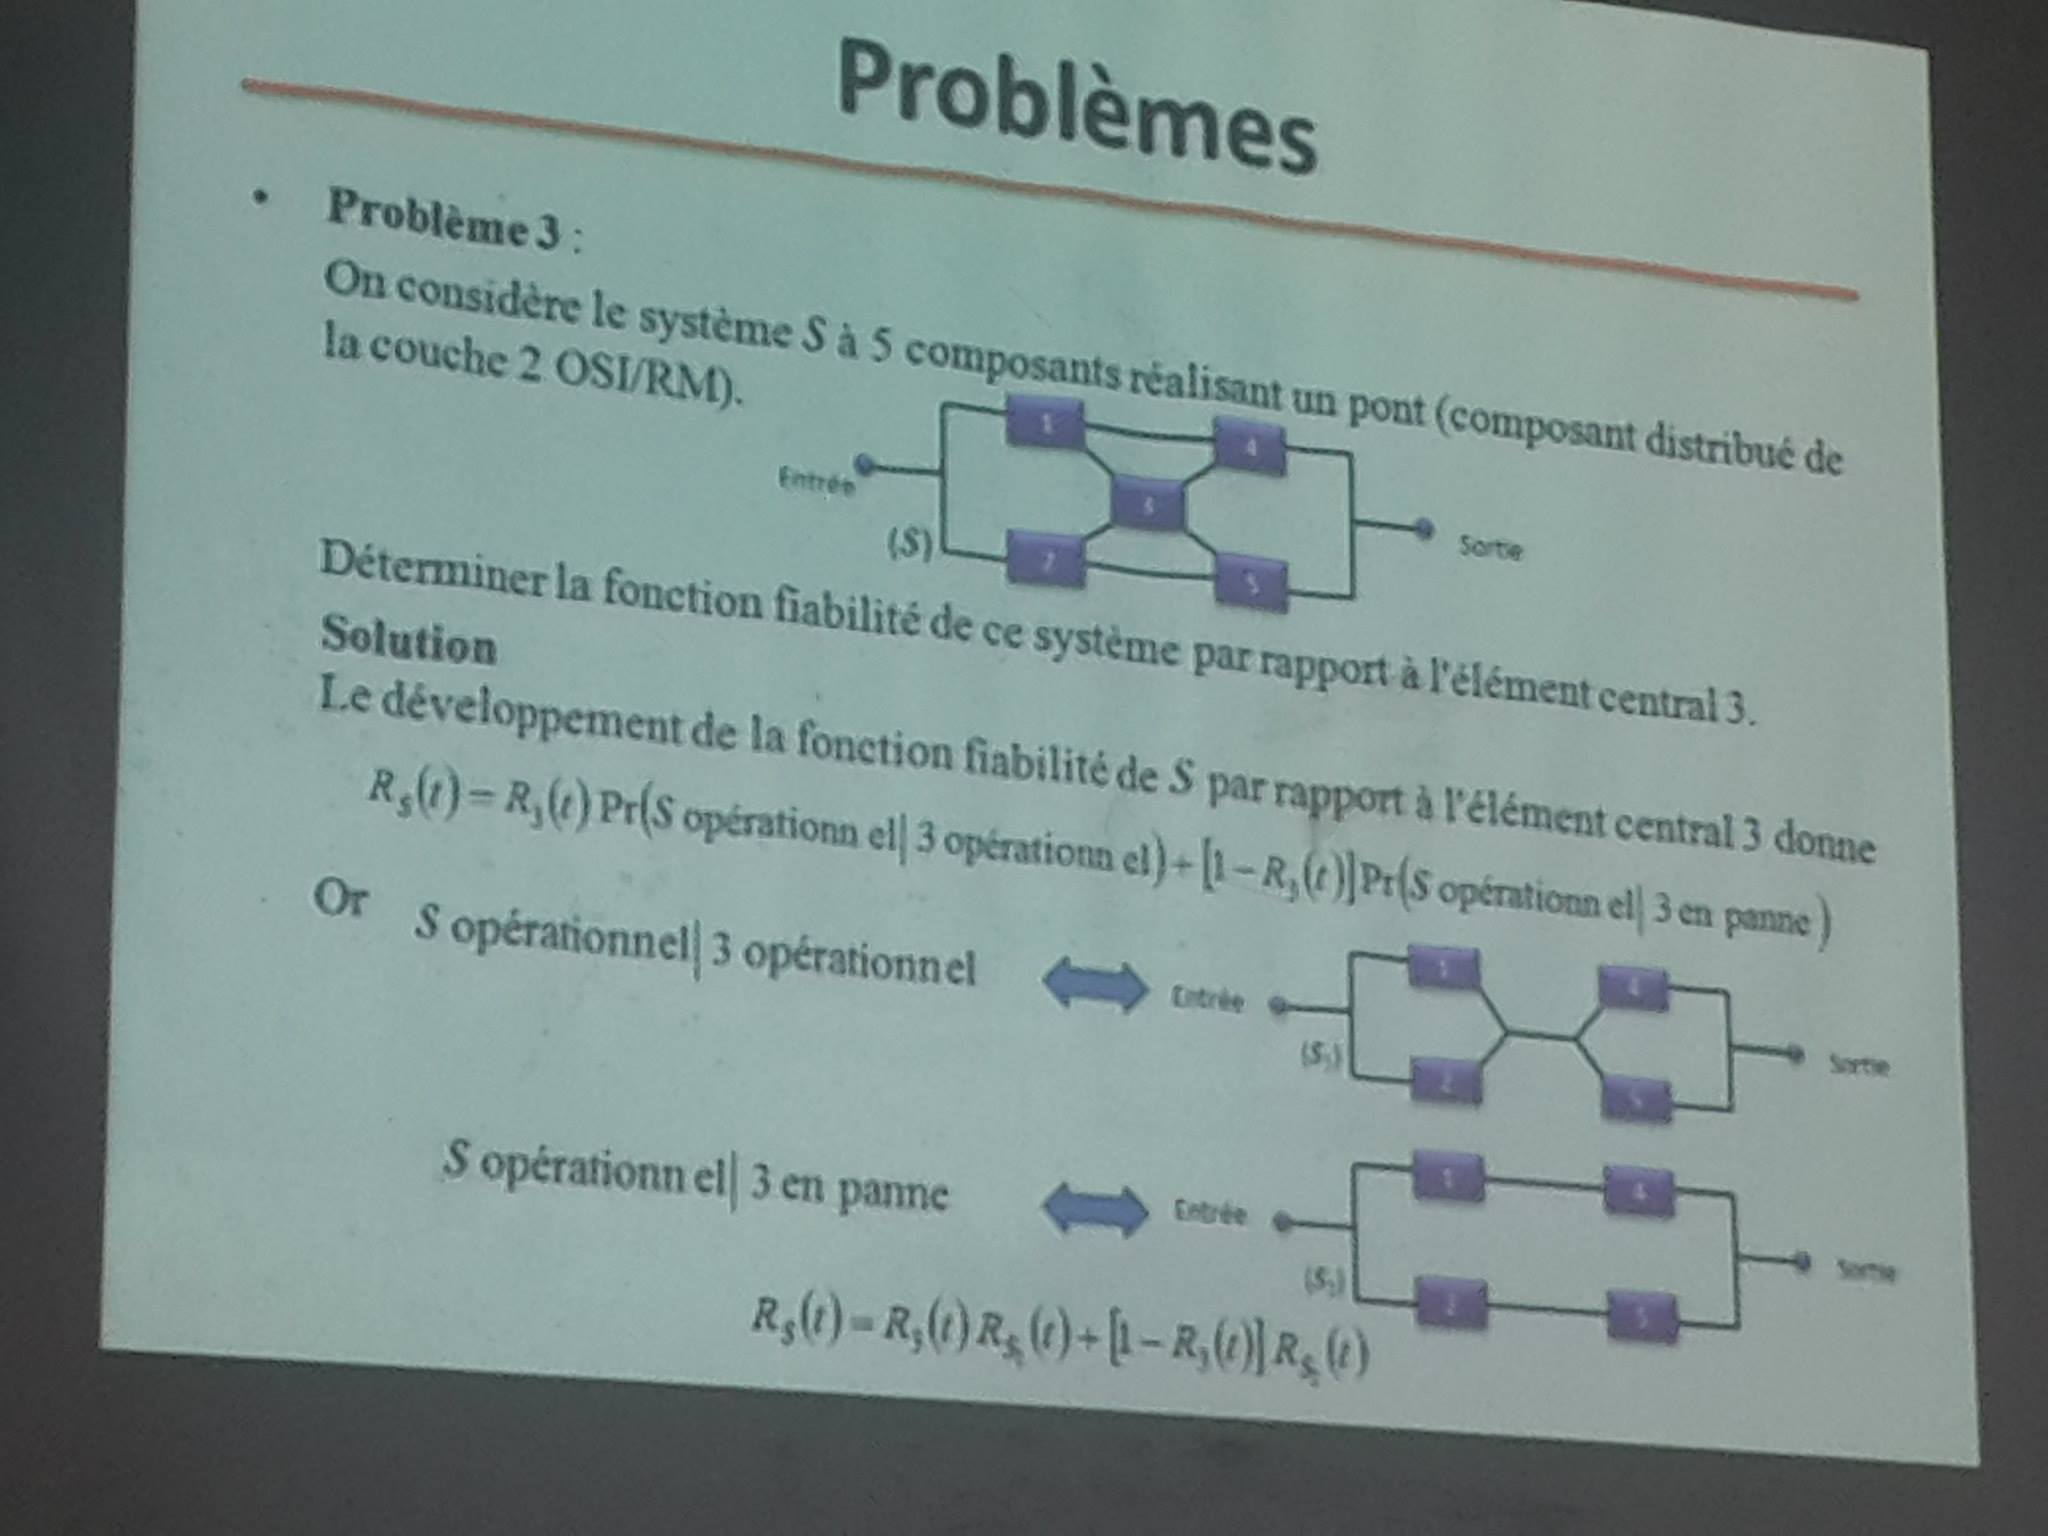 Problèmes
• Problème 3 :
On considère le système S à 5 composants réalisant un pont (composant distribué de
la couche 2 OSI/RM).
1
4
Entrée
3
(S)
2
5
Sortie
Déterminer la fonction fiabilité de ce système par rapport à l'élément central 3.
Solution
Le développement de la fonction fiabilité de S par rapport à l'élément central 3 donne
R_S(t) = R_3(t) Pr(S opérationn el| 3 opérationn el) + [1 – R_3(t)] Pr(S opérationn el| 3 en panne )
Or S opérationnel| 3 opérationnel
Entrée
1
4
(S_1)
2
5
Sortie
S opérationn el| 3 en panne
Entrée
1
4
(S_2)
2
5
Sortie
R_S(t) = R_3(t) R_{S_1}(t) + [1 – R_3(t)] R_{S_2}(t)